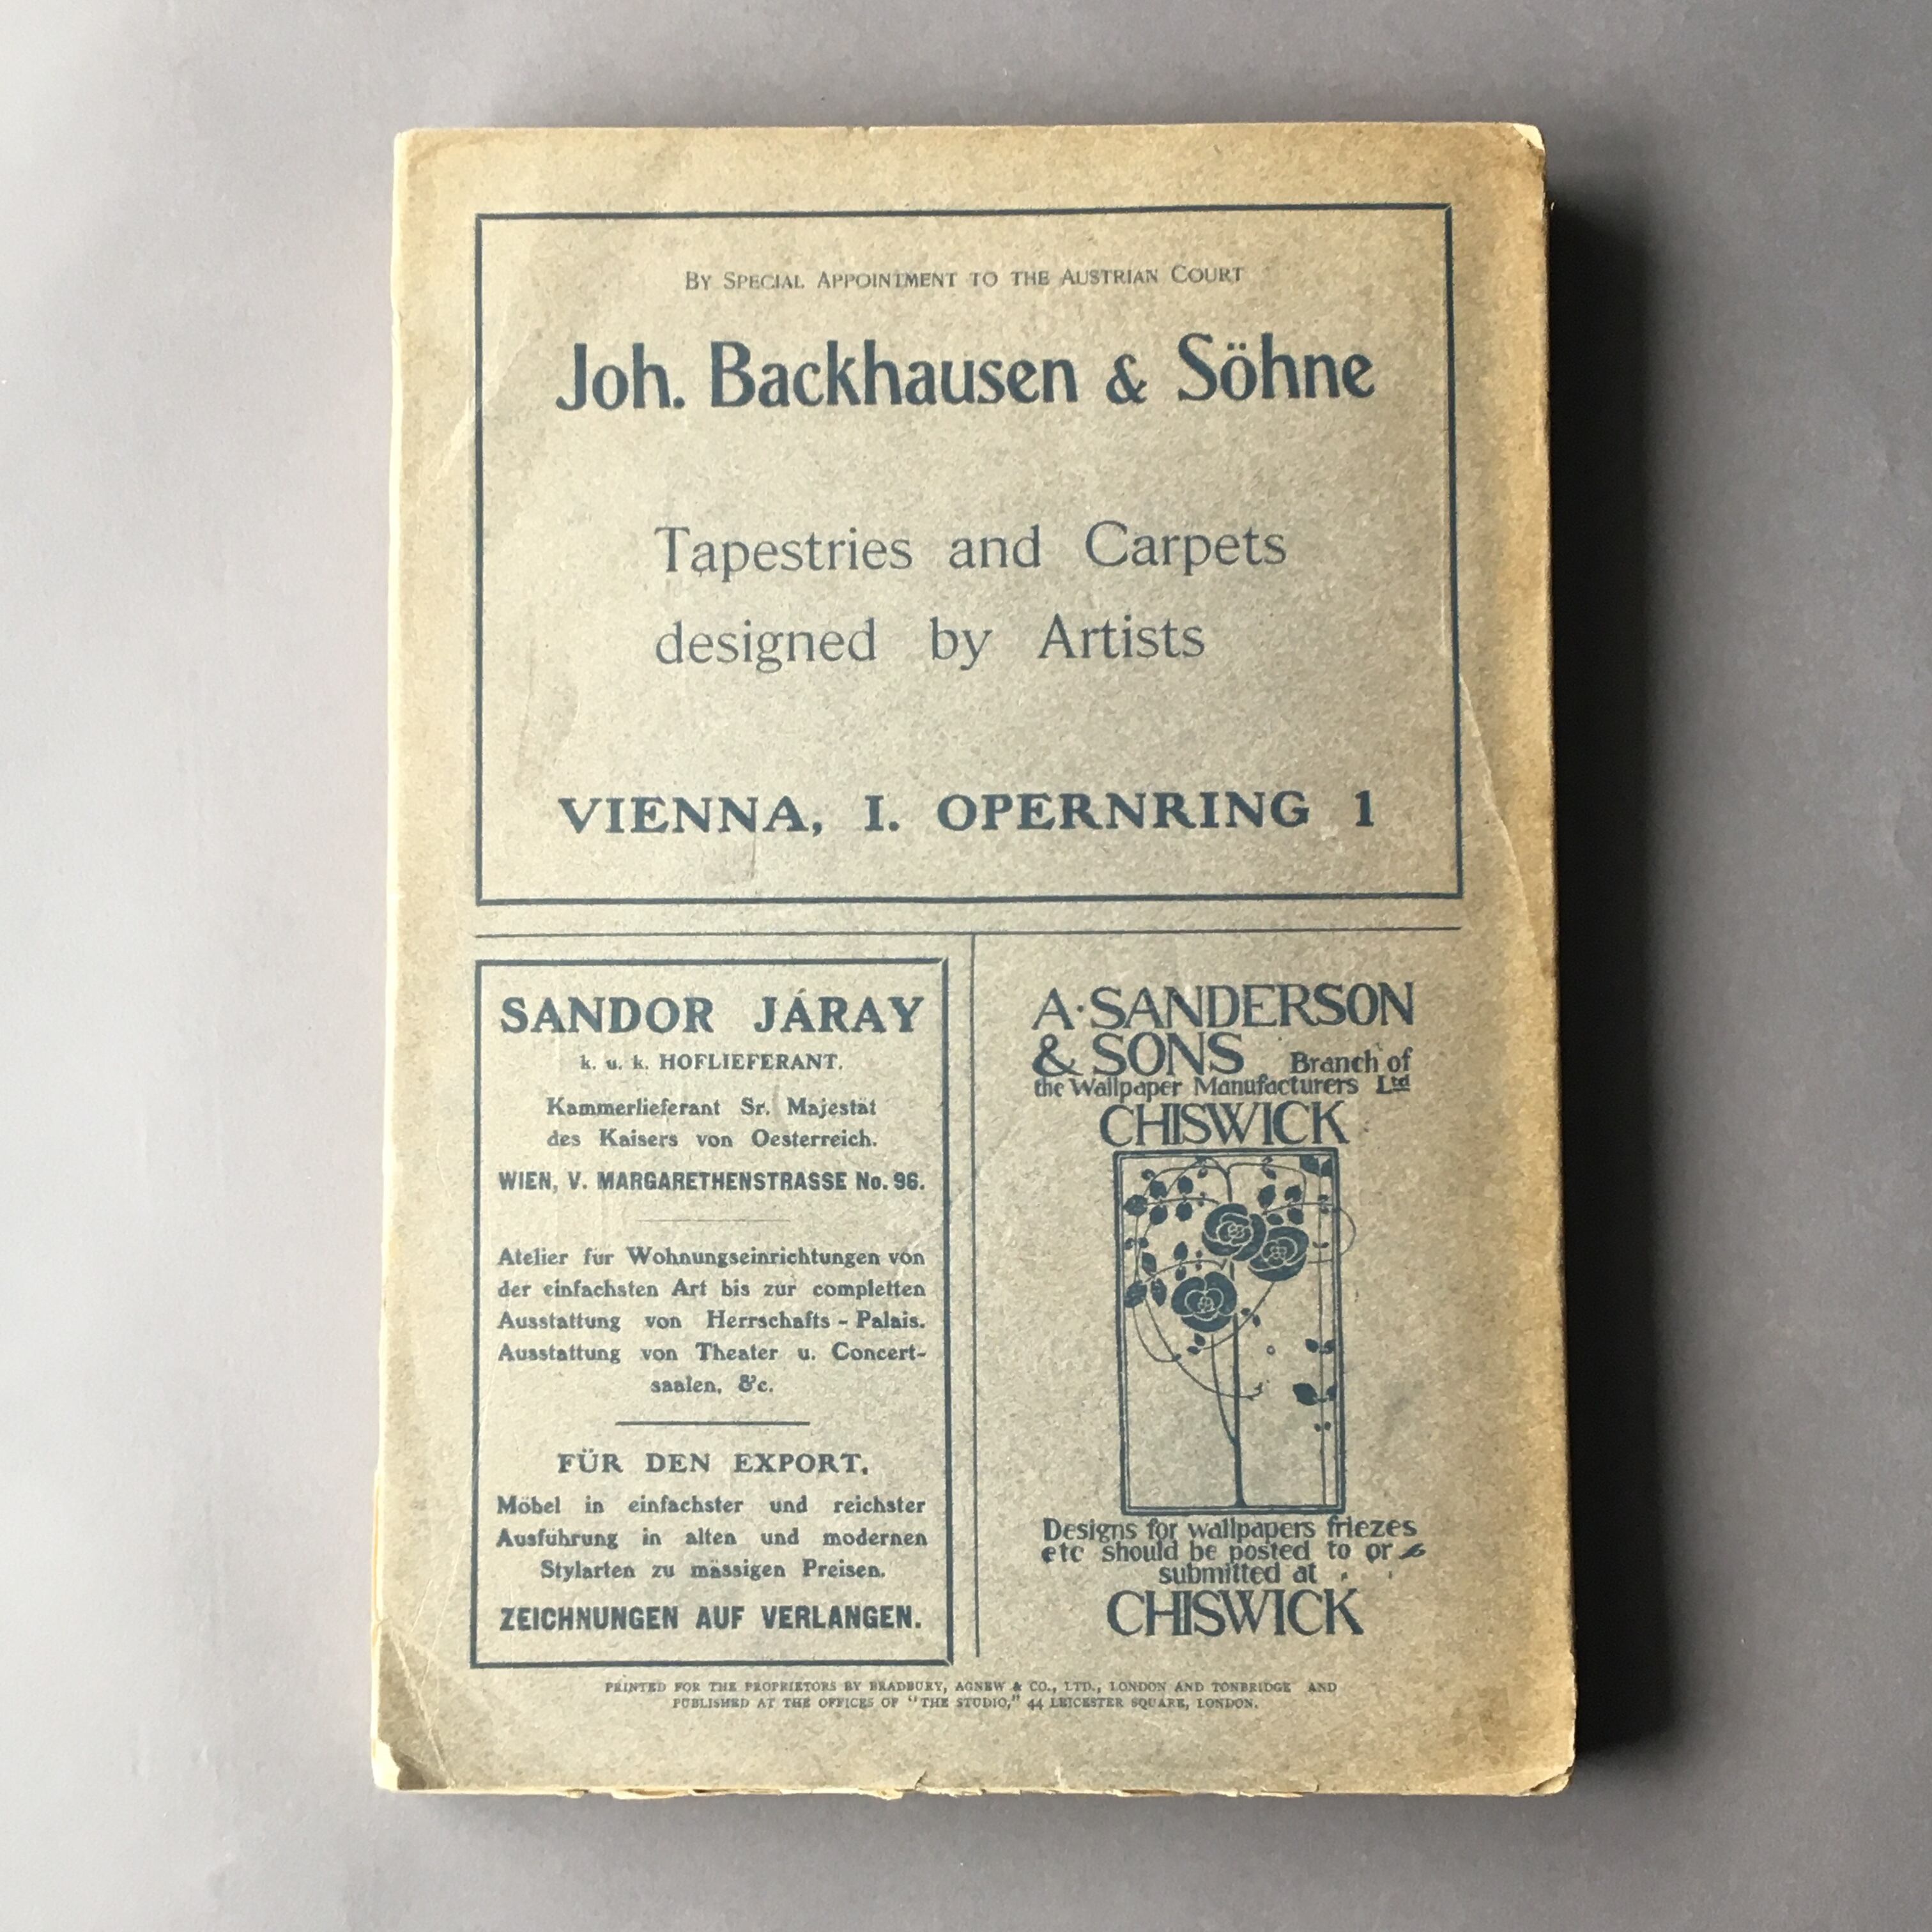 BY SPECIAL APPOINTMENT TO THE AUSTRIAN COURT
Joh. Backhausen & Söhne
Tapestries and Carpets
designed by Artists
VIENNA, I. OPERNRING 1
SANDOR JÁRAY
k. u. k. HOFLIEFERANT.
Kammerlieferant Sr. Majestät
des Kaisers von Oesterreich.
WIEN, V. MARGARETHENSTRASSE No. 96.
Atelier für Wohnungseinrichtungen von
der einfachsten Art bis zur completten
Ausstattung von Herrschafts-Palais.
Ausstattung von Theater u. Concert-
saalen, &c.
FÜR DEN EXPORT.
Möbel in einfachster und reichster
Ausführung in alten und modernen
Stylarten zu mässigen Preisen.
ZEICHNUNGEN AUF VERLANGEN.
A·SANDERSON
& SONS Branch of
the Wallpaper Manufacturers Ltd
CHISWICK
Designs for wallpapers friezes
etc should be posted to or
submitted at
CHISWICK
PRINTED FOR THE PROPRIETORS BY BRADBURY, AGNEW & CO., LTD., LONDON AND TONBRIDGE AND
PUBLISHED AT THE OFFICES OF "THE STUDIO," 44 LEICESTER SQUARE, LONDON.